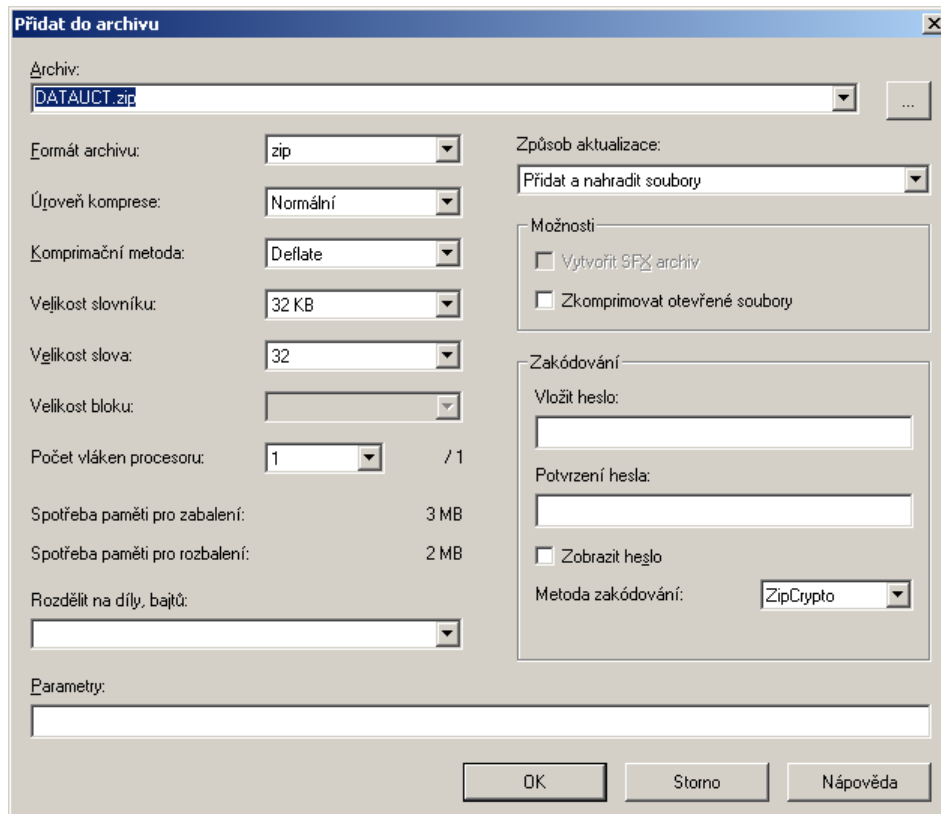 Přidat do archivu
Archiv:
DATAUCT.zip
...
Formát archivu:
zip
Úroveň komprese:
Normální
Komprimační metoda:
Deflate
Velikost slovníku:
32 KB
Velikost slova:
32
Velikost bloku:
Počet vláken procesoru:
1
/ 1
Spotřeba paměti pro zabalení:
3 MB
Spotřeba paměti pro rozbalení:
2 MB
Rozdělit na díly, bajtů:
Způsob aktualizace:
Přidat a nahradit soubory
Možnosti
Vytvořit SFX archiv
Zkomprimovat otevřené soubory
Zakódování
Vložit heslo:
Potvrzení hesla:
Zobrazit heslo
Metoda zakódování:
ZipCrypto
Parametry:
OK
Storno
Nápověda